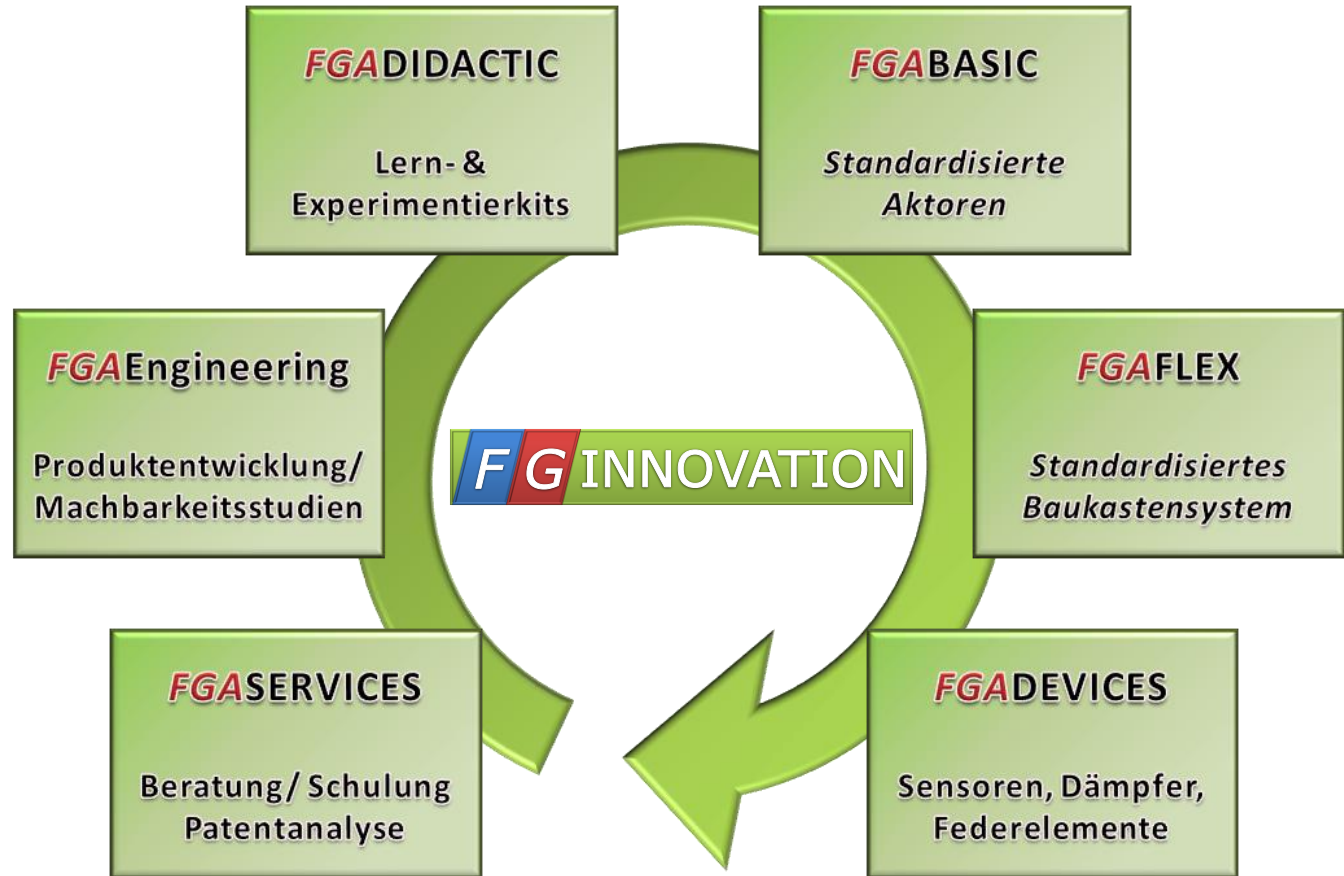 FGADIDACTIC
Lern- &
Experimentierkits
FGABASIC
Standardisierte
Aktoren
FGAEngineering
Produktentwicklung/
Machbarkeitsstudien
FG INNOVATION
FGAFLEX
Standardisiertes
Baukastensystem
FGASERVICES
Beratung/ Schulung
Patentanalyse
FGADEVICES
Sensoren, Dämpfer,
Federelemente